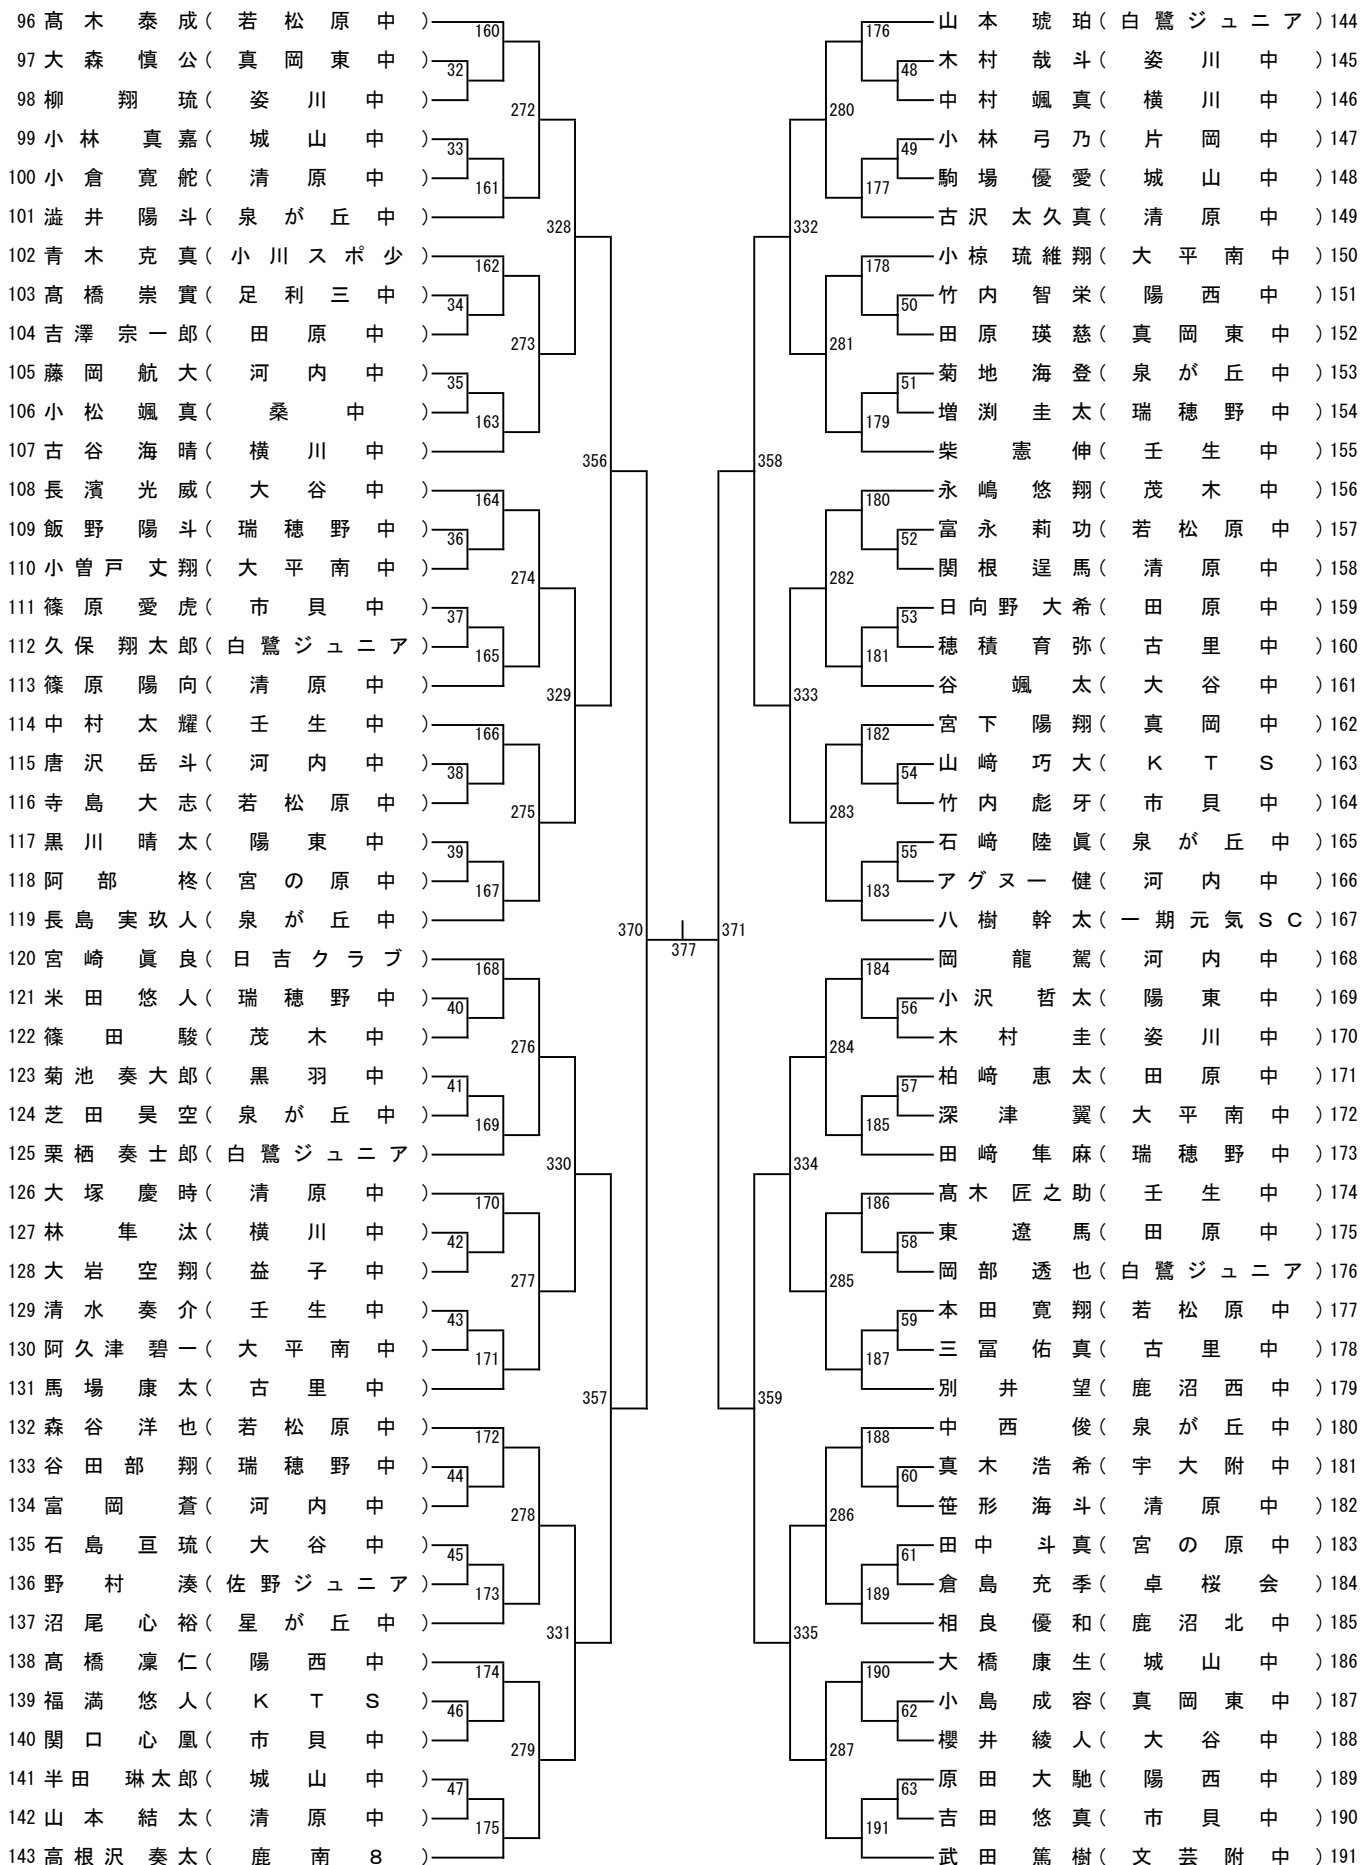 96 髙木 泰成(若松原中)
97 大森 慎公(真岡東中)
98 柳 翔琉(姿川中)
99 小林 真嘉(城山中)
100 小倉 寛舵(清原中)
101 澁井 陽斗(泉が丘中)
102 青木 克真(小川スポ少)
103 髙橋 崇實(足利三中)
104 吉澤 宗一郎(田原中)
105 藤岡 航大(河内中)
106 小松 颯真(桑中)
107 古谷 海晴(横川中)
108 長濱 光威(大谷中)
109 飯野 陽斗(瑞穂野中)
110 小曽戸 丈翔(大平南中)
111 篠原 愛虎(市貝中)
112 久保 翔太郎(白鷺ジュニア)
113 篠原 陽向(清原中)
114 中村 太耀(壬生中)
115 唐沢 岳斗(河内中)
116 寺島 大志(若松原中)
117 黒川 晴太(陽東中)
118 阿部 柊(宮の原中)
119 長島 実玖人(泉が丘中)
120 宮崎 眞良(日吉クラブ)
121 米田 悠人(瑞穂野中)
122 篠田 駿(茂木中)
123 菊池 奏大郎(黒羽中)
124 芝田 昊空(泉が丘中)
125 栗栖 奏士郎(白鷺ジュニア)
126 大塚 慶時(清原中)
127 林 隼汰(横川中)
128 大岩 空翔(益子中)
129 清水 奏介(壬生中)
130 阿久津 碧一(大平南中)
131 馬場 康太(古里中)
132 森谷 洋也(若松原中)
133 谷田部 翔(瑞穂野中)
134 富岡 蒼(河内中)
135 石島 亘琉(大谷中)
136 野村 湊(佐野ジュニア)
137 沼尾 心裕(星が丘中)
138 髙橋 凜仁(陽西中)
139 福満 悠人(KTS)
140 関口 心凰(市貝中)
141 半田 琳太郎(城山中)
142 山本 結太(清原中)
143 高根沢 奏太(鹿南8)
160
32
272
33
161
328
162
34
273
35
163
356
164
36
274
37
165
329
166
38
275
39
167
370
168
40
276
41
169
330
170
42
277
43
171
357
172
44
278
45
173
331
174
46
279
47
175
377
176
48
280
49
177
332
178
50
281
51
179
358
180
52
282
53
181
333
182
54
283
55
183
371
184
56
284
57
185
334
186
58
285
59
187
359
188
60
286
61
189
335
190
62
287
63
191
山本 琥珀(白鷺ジュニア)144
木村 哉斗(姿川中)145
中村 颯真(横川中)146
小林 弓乃(片岡中)147
駒場 優愛(城山中)148
古沢 太久真(清原中)149
小椋 琉維翔(大平南中)150
竹内 智栄(陽西中)151
田原 瑛慈(真岡東中)152
菊地 海登(泉が丘中)153
増渕 圭太(瑞穂野中)154
柴 憲伸(壬生中)155
永嶋 悠翔(茂木中)156
富永 莉功(若松原中)157
関根 逞馬(清原中)158
日向野 大希(田原中)159
穂積 育弥(古里中)160
谷 颯太(大谷中)161
宮下 陽翔(真岡中)162
山﨑 巧大(KTS)163
竹内 彪牙(市貝中)164
石﨑 陸眞(泉が丘中)165
アグヌー 健(河内中)166
八樹 幹太(一期元気SC)167
岡 龍駕(河内中)168
小沢 哲太(陽東中)169
木村 圭(姿川中)170
柏﨑 恵太(田原中)171
深津 翼(大平南中)172
田﨑 隼麻(瑞穂野中)173
髙木 匠之助(壬生中)174
東 遼馬(田原中)175
岡部 透也(白鷺ジュニア)176
本田 寛翔(若松原中)177
三冨 佑真(古里中)178
別井 望(鹿沼西中)179
中西 俊(泉が丘中)180
真木 浩希(宇大附中)181
笹形 海斗(清原中)182
田中 斗真(宮の原中)183
倉島 充季(卓桜会)184
相良 優和(鹿沼北中)185
大橋 康生(城山中)186
小島 成容(真岡東中)187
櫻井 綾人(大谷中)188
原田 大馳(陽西中)189
吉田 悠真(市貝中)190
武田 篤樹(文芸附中)191